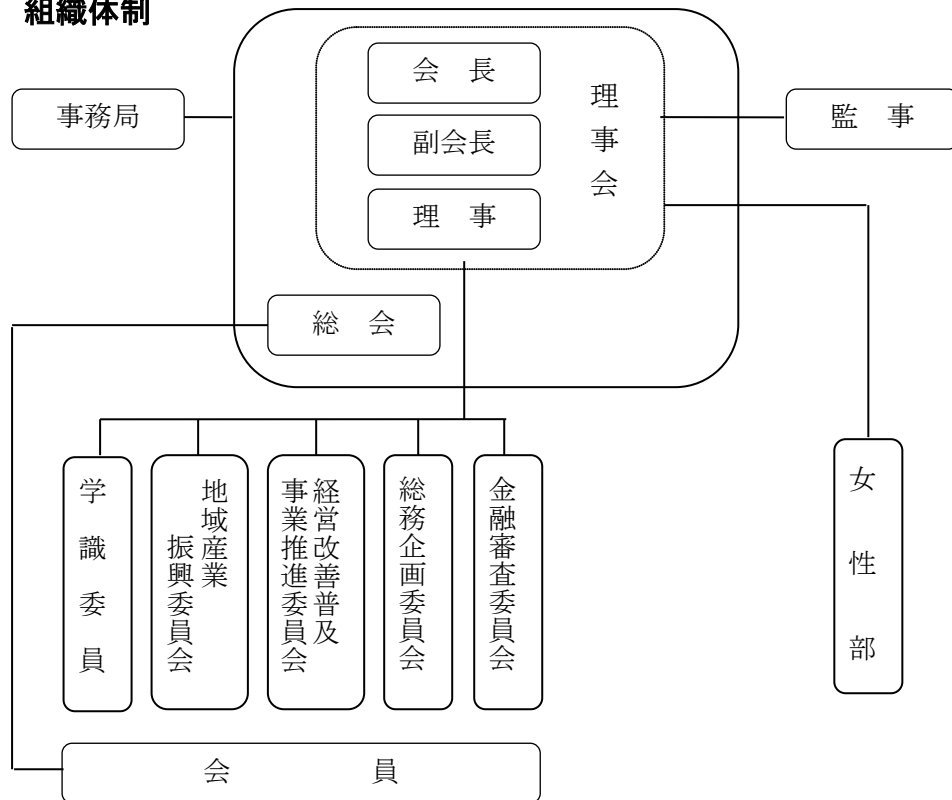 組織体制
会　長
副会長
理　事
理事会
事務局
監　事
総　会
学識委員
地域産業
振興委員会
経営改善普及
事業推進委員会
総務企画委員会
金融審査委員会
女性部
会　員